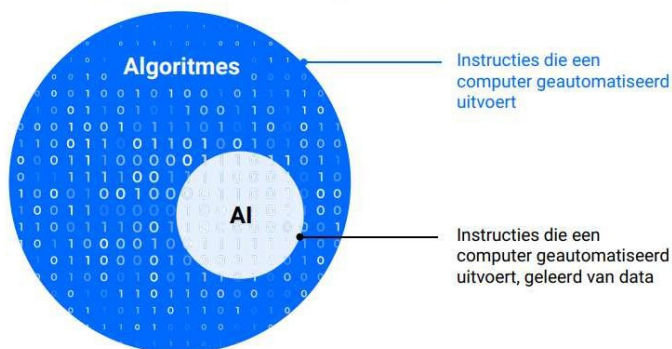 Algoritmes
Instructies die een
computer geautomatiseerd
uitvoert
AI
Instructies die een
computer geautomatiseerd
uitvoert, geleerd van data